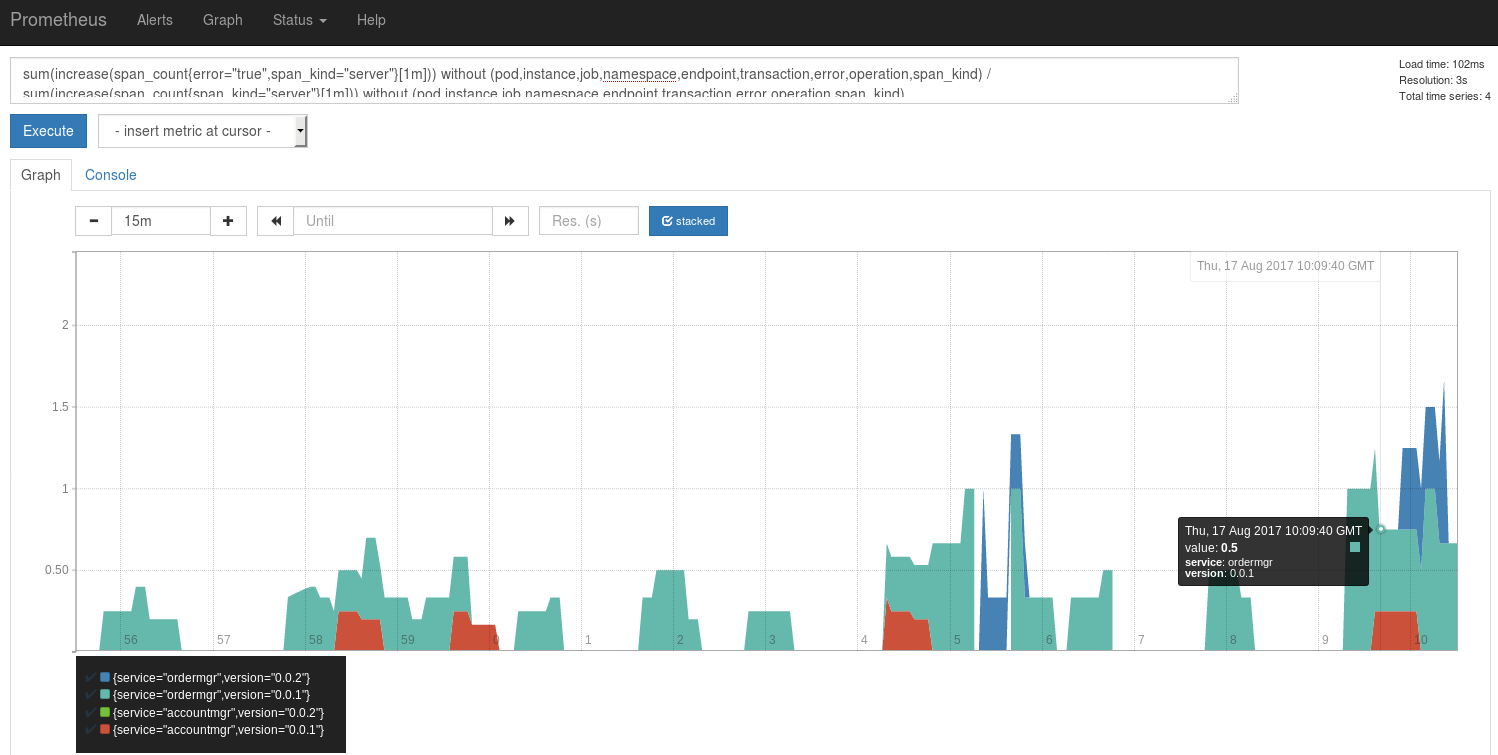 Prometheus Alerts Graph Status Help
sum(increase(span_count{error="true",span_kind="server"}[1m])) without (pod,instance,job,namespace,endpoint,transaction,error,operation,span_kind) /
sum(increase(span_count{span_kind="server"}[1m])) without (pod,instance,job,namespace,endpoint,transaction,error,operation,span_kind)
Load time: 102ms
Resolution: 3s
Total time series: 4
Execute - insert metric at cursor -
Graph Console
15m Until Res. (s) stacked
Thu, 17 Aug 2017 10:09:40 GMT
2
1.5
1
0.50
Thu, 17 Aug 2017 10:09:40 GMT
value: 0.5
service: ordermgr
version: 0.0.1
56 57 58 59 0 1 2 3 4 5 6 7 8 9 10
{service="ordermgr",version="0.0.2"}
{service="ordermgr",version="0.0.1"}
{service="accountmgr",version="0.0.2"}
{service="accountmgr",version="0.0.1"}